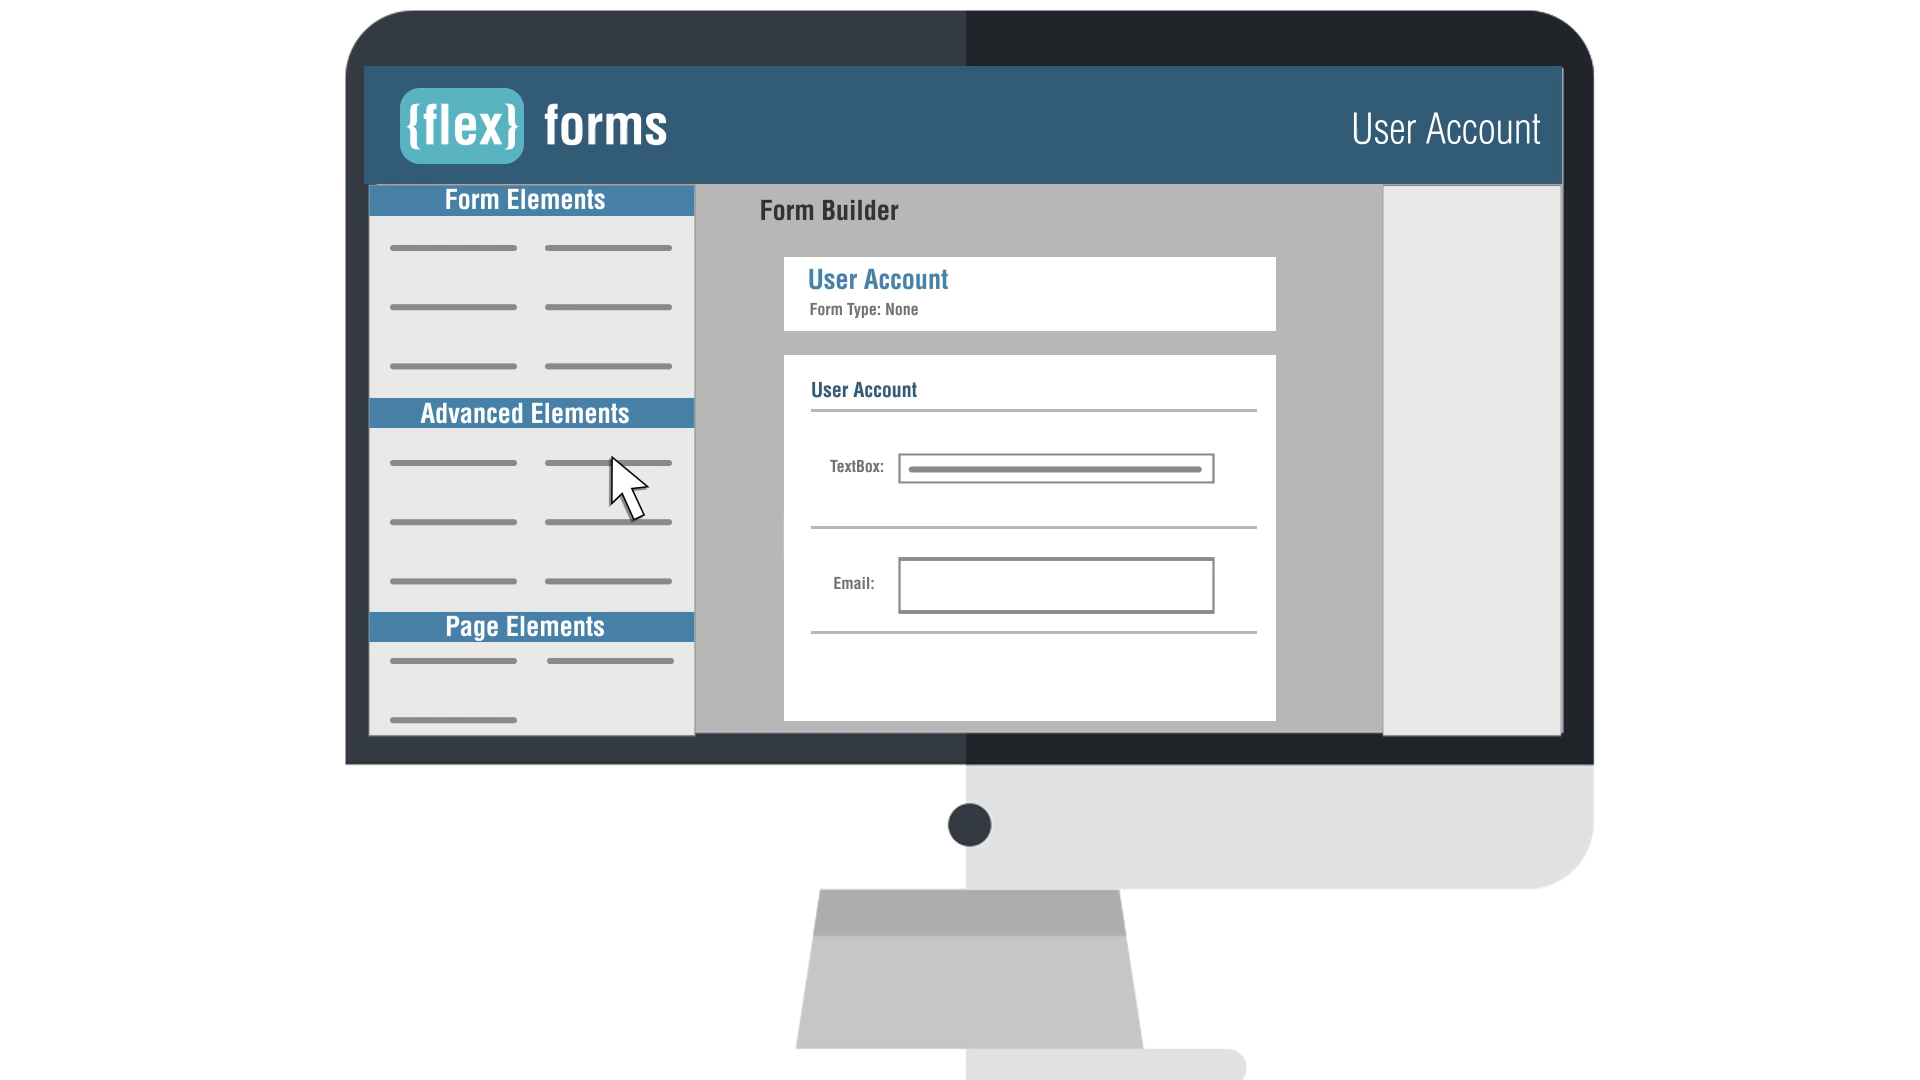 {flex} forms
User Account
Form Elements
Advanced Elements
Page Elements
Form Builder
User Account
Form Type: None
User Account
TextBox:
Email: